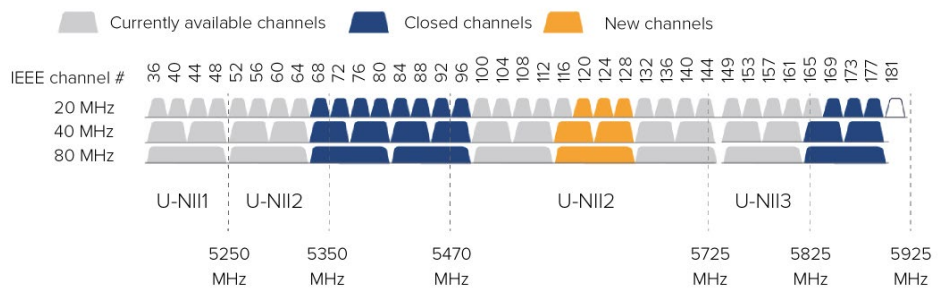 Currently available channels Closed channels New channels
IEEE channel # 36 40 44 48 52 56 60 64 68 72 76 80 84 88 92 96 100 104 108 112 116 120 124 128 132 136 140 144 149 153 157 161 165 169 173 177 181
20 MHz
40 MHz
80 MHz
U-NII1 U-NII2 U-NII2 U-NII3
5250 5350 5470 5725 5825 5925
MHz MHz MHz MHz MHz MHz